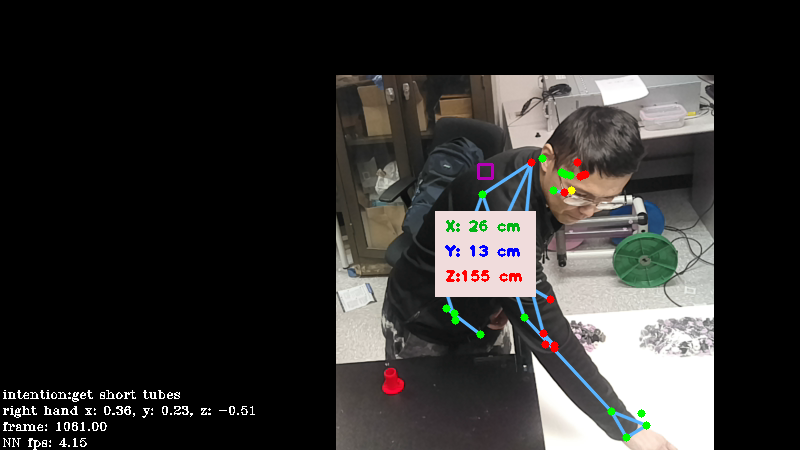 X: 26 cm
Y: 13 cm
Z:155 cm
intention:get short tubes
right hand x: 0.36, y: 0.23, z: -0.51
frame: 1061.00
NN fps: 4.15